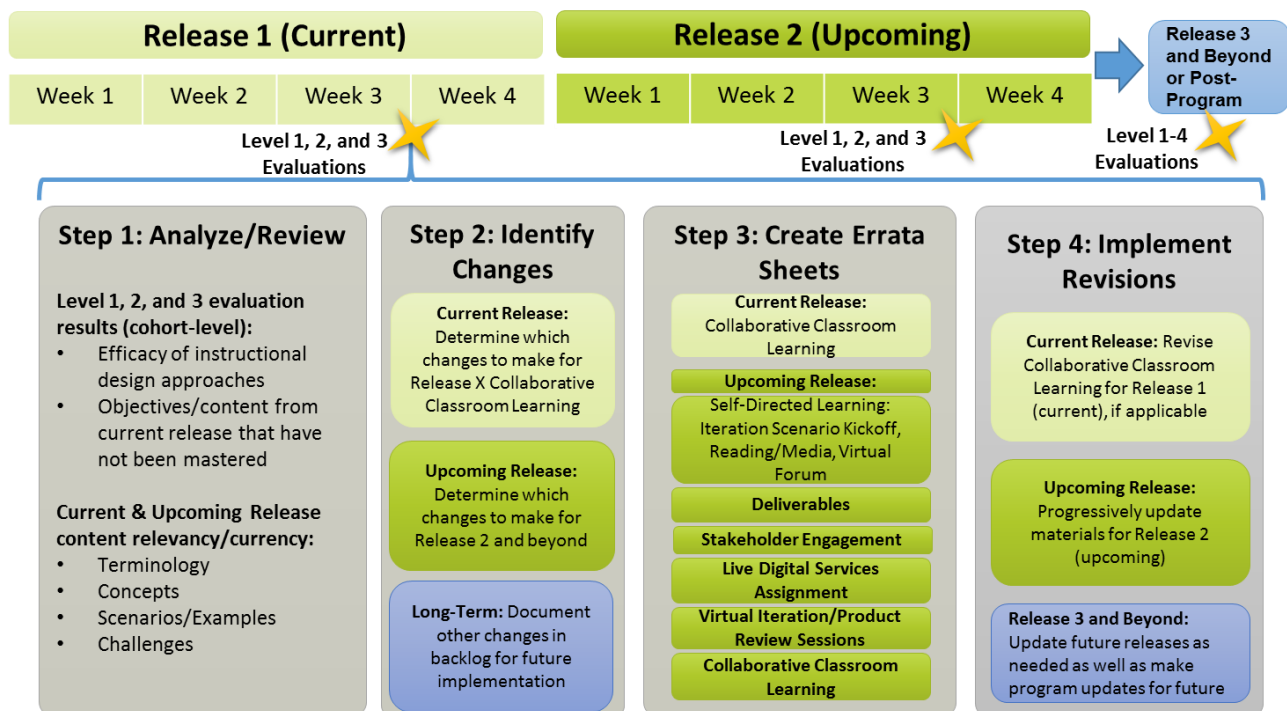 Release 1 (Current)
Release 2 (Upcoming)
Release 3
and Beyond
or Post-
Program
Week 1
Week 2
Week 3
Week 4
Week 1
Week 2
Week 3
Week 4
Level 1, 2, and 3
Evaluations
Level 1, 2, and 3
Evaluations
Level 1-4
Evaluations
Step 1: Analyze/Review
Level 1, 2, and 3 evaluation
results (cohort-level):
• Efficacy of instructional
design approaches
• Objectives/content from
current release that have
not been mastered
Current & Upcoming Release
content relevancy/currency:
• Terminology
• Concepts
• Scenarios/Examples
• Challenges
Step 2: Identify
Changes
Current Release:
Determine which
changes to make for
Release X Collaborative
Classroom Learning
Upcoming Release:
Determine which
changes to make for
Release 2 and beyond
Long-Term: Document
other changes in
backlog for future
implementation
Step 3: Create Errata
Sheets
Current Release:
Collaborative Classroom
Learning
Upcoming Release:
Self-Directed Learning:
Iteration Scenario Kickoff,
Reading/Media, Virtual
Forum
Deliverables
Stakeholder Engagement
Live Digital Services
Assignment
Virtual Iteration/Product
Review Sessions
Collaborative Classroom
Learning
Step 4: Implement
Revisions
Current Release: Revise
Collaborative Classroom
Learning for Release 1
(current), if applicable
Upcoming Release:
Progressively update
materials for Release 2
(upcoming)
Release 3 and Beyond:
Update future releases as
needed as well as make
program updates for future